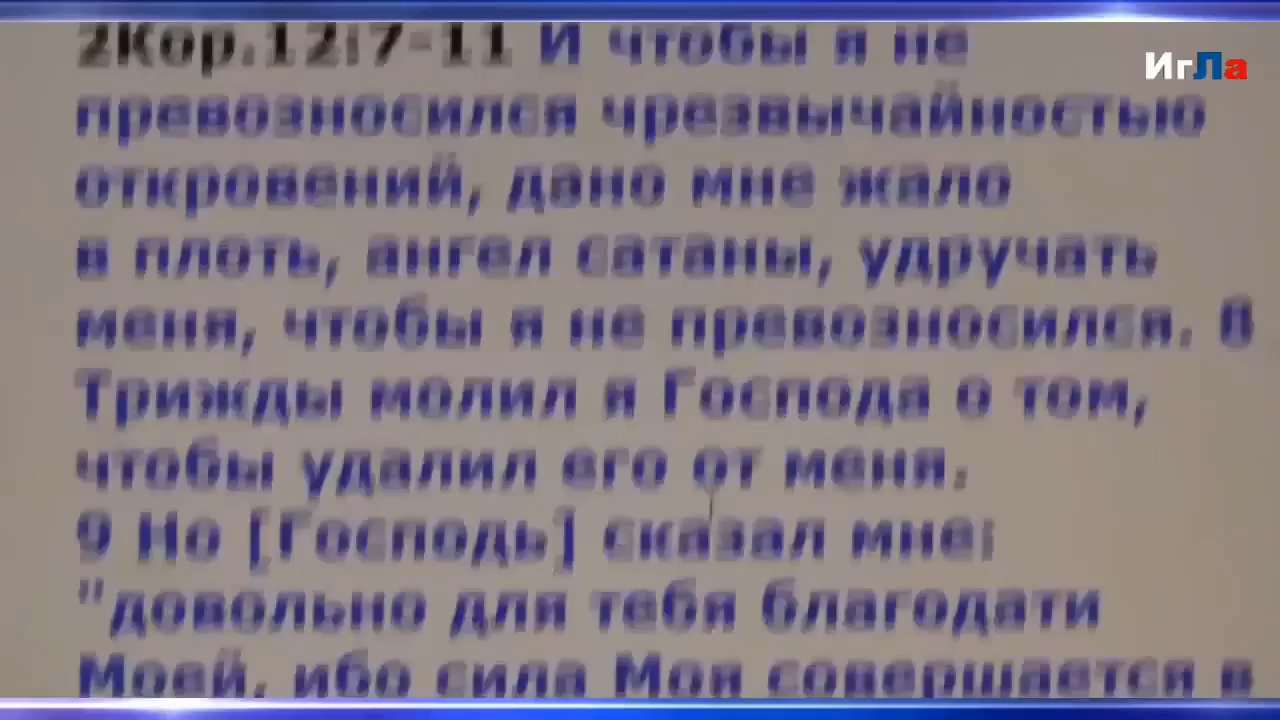 2Кор.12:7-11 И чтобы я не
ИгЛа
превозносился чрезвычайностью
откровений, дано мне жало
в плоть, ангел сатаны, удручать
меня, чтобы я не превозносился. 8
Трижды молил я Господа о том,
чтобы удалил его от меня.
9 Но [Господь] сказал мне:
"довольно для тебя благодати
Моей, ибо сила Моя совершается в